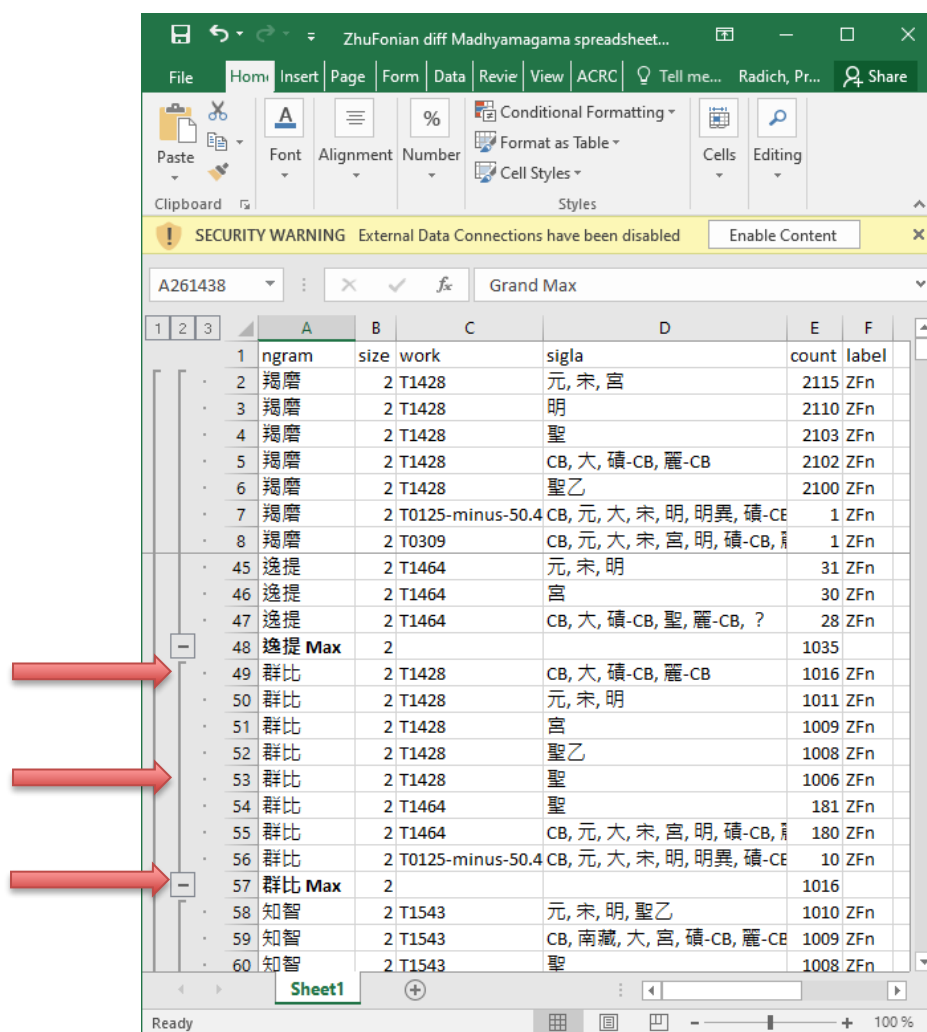 ZhuFonian diff Madhyamagama spreadsheet...
File Home Insert Page Form Data Revie View ACRC Tell me... Radich, Pr... Share
Paste Font Alignment Number Conditional Formatting Format as Table Cell Styles Cells Editing
Clipboard Styles
SECURITY WARNING External Data Connections have been disabled Enable Content
A261438 fx Grand Max
1 2 3 A B C D E F
1 ngram size work sigla count label
2 羯磨 2 T1428 元, 宋, 宮 2115 ZFn
3 羯磨 2 T1428 明 2110 ZFn
4 羯磨 2 T1428 聖 2103 ZFn
5 羯磨 2 T1428 CB, 大, 磧-CB, 麗-CB 2102 ZFn
6 羯磨 2 T1428 聖乙 2100 ZFn
7 羯磨 2 T0125-minus-50.4 CB, 元, 大, 宋, 明, 明異, 磧-CB 1 ZFn
8 羯磨 2 T0309 CB, 元, 大, 宋, 宮, 明, 磧-CB, 1 ZFn
45 逸提 2 T1464 元, 宋, 明 31 ZFn
46 逸提 2 T1464 宮 30 ZFn
47 逸提 2 T1464 CB, 大, 磧-CB, 聖, 麗-CB, ? 28 ZFn
48 逸提 Max 2 1035
49 群比 2 T1428 CB, 大, 磧-CB, 麗-CB 1016 ZFn
50 群比 2 T1428 元, 宋, 明 1011 ZFn
51 群比 2 T1428 宮 1009 ZFn
52 群比 2 T1428 聖乙 1008 ZFn
53 群比 2 T1428 聖 1006 ZFn
54 群比 2 T1464 聖 181 ZFn
55 群比 2 T1464 CB, 元, 大, 宋, 宮, 明, 磧-CB, 180 ZFn
56 群比 2 T0125-minus-50.4 CB, 元, 大, 宋, 明, 明異, 磧-CB 10 ZFn
57 群比 Max 2 1016
58 知智 2 T1543 元, 宋, 明, 聖乙 1010 ZFn
59 知智 2 T1543 CB, 南藏, 大, 宮, 磧-CB, 麗-CB 1009 ZFn
60 知智 2 T1543 聖 1008 ZFn
Sheet1
Ready 100 %